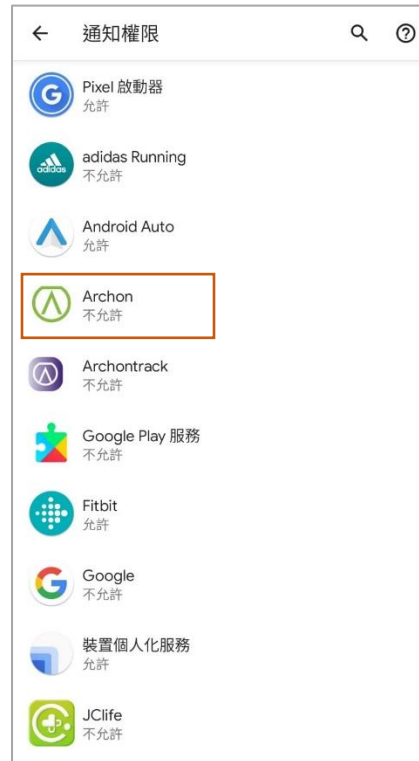 通知權限
Pixel 啟動器
允許
adidas
adidas Running
不允許
Android Auto
允許
Archon
不允許
Archontrack
不允許
Google Play 服務
不允許
Fitbit
允許
Google
不允許
裝置個人化服務
允許
JClife
不允許